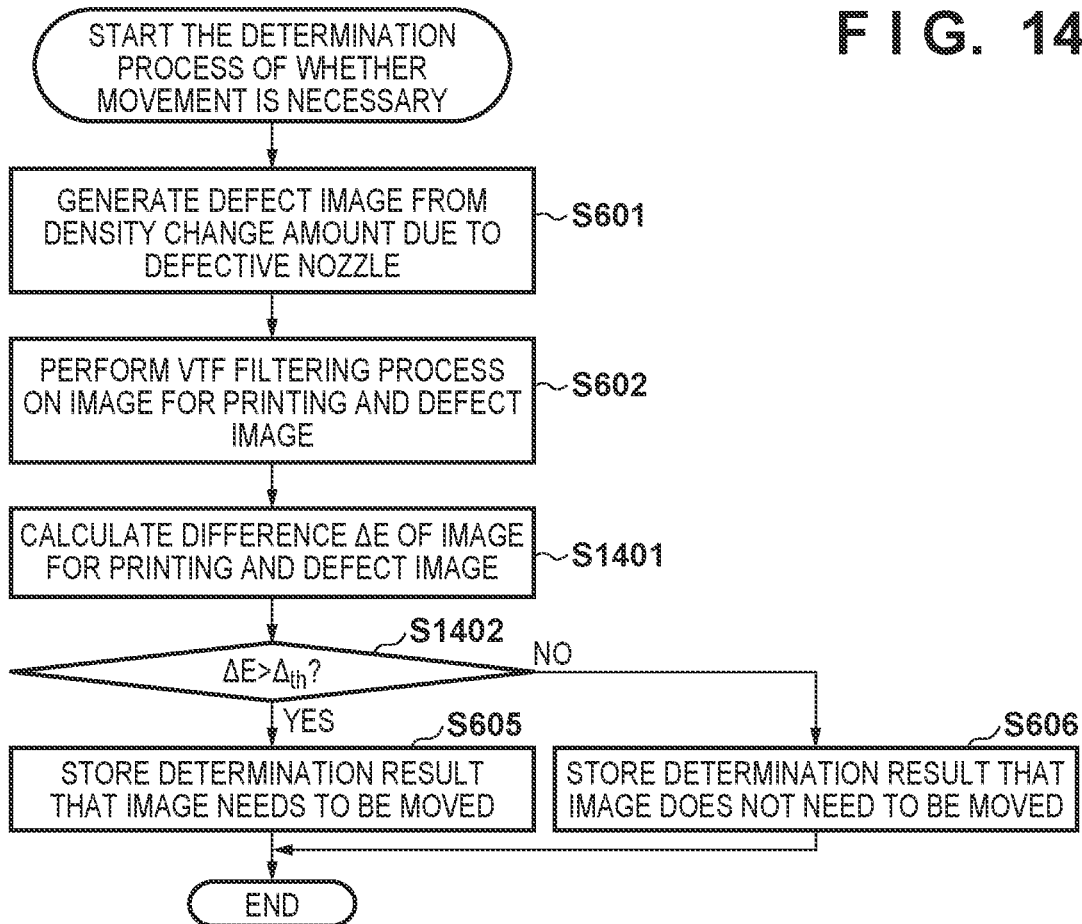 FIG. 14
START THE DETERMINATION
PROCESS OF WHETHER
MOVEMENT IS NECESSARY
GENERATE DEFECT IMAGE FROM
DENSITY CHANGE AMOUNT DUE TO
DEFECTIVE NOZZLE
S601
PERFORM VTF FILTERING PROCESS
ON IMAGE FOR PRINTING AND DEFECT
IMAGE
S602
CALCULATE DIFFERENCE ΔE OF IMAGE
FOR PRINTING AND DEFECT IMAGE
S1401
S1402
ΔE>Δth?
NO
YES
S605
STORE DETERMINATION RESULT
THAT IMAGE NEEDS TO BE MOVED
S606
STORE DETERMINATION RESULT THAT
IMAGE DOES NOT NEED TO BE MOVED
END